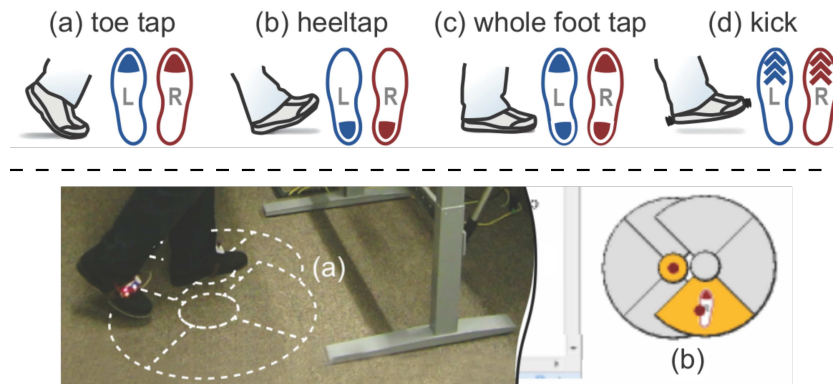 (a) toe tap
(b) heeltap
(c) whole foot tap
(d) kick
L R
L R
L R
L R
(a)
(b)